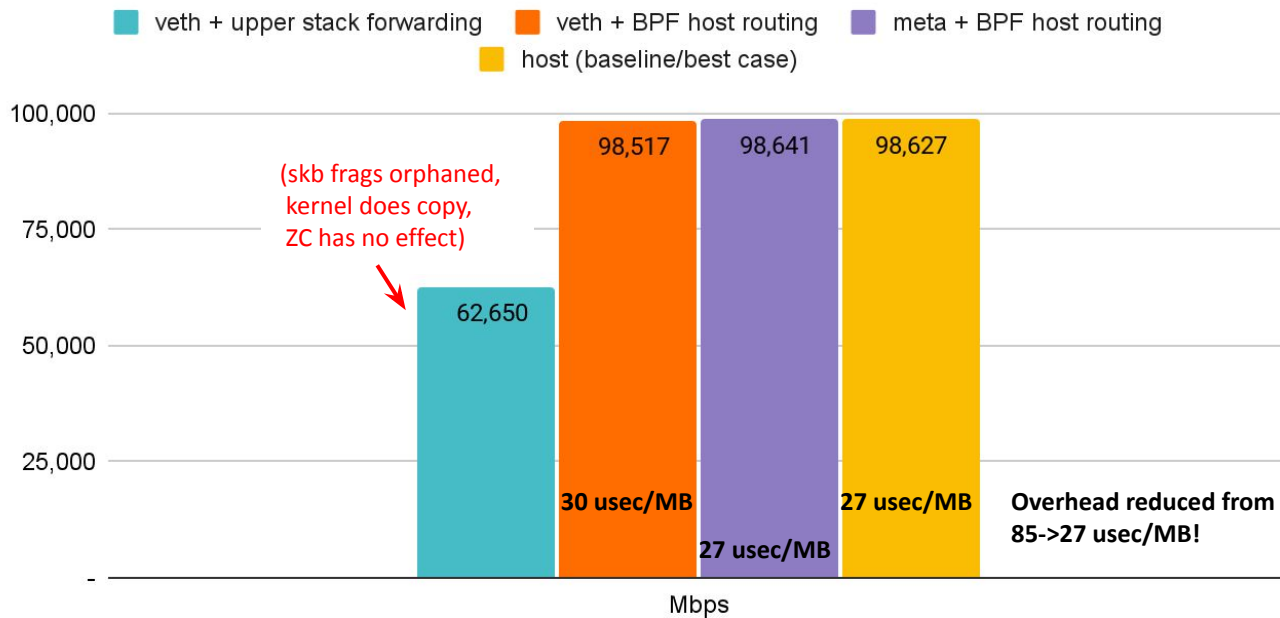 veth + upper stack forwarding
veth + BPF host routing
meta + BPF host routing
host (baseline/best case)
100,000
75,000
50,000
25,000
-
(skb frags orphaned,
kernel does copy,
ZC has no effect)
62,650
98,517
98,641
98,627
30 usec/MB
27 usec/MB
27 usec/MB
Overhead reduced from
85->27 usec/MB!
Mbps